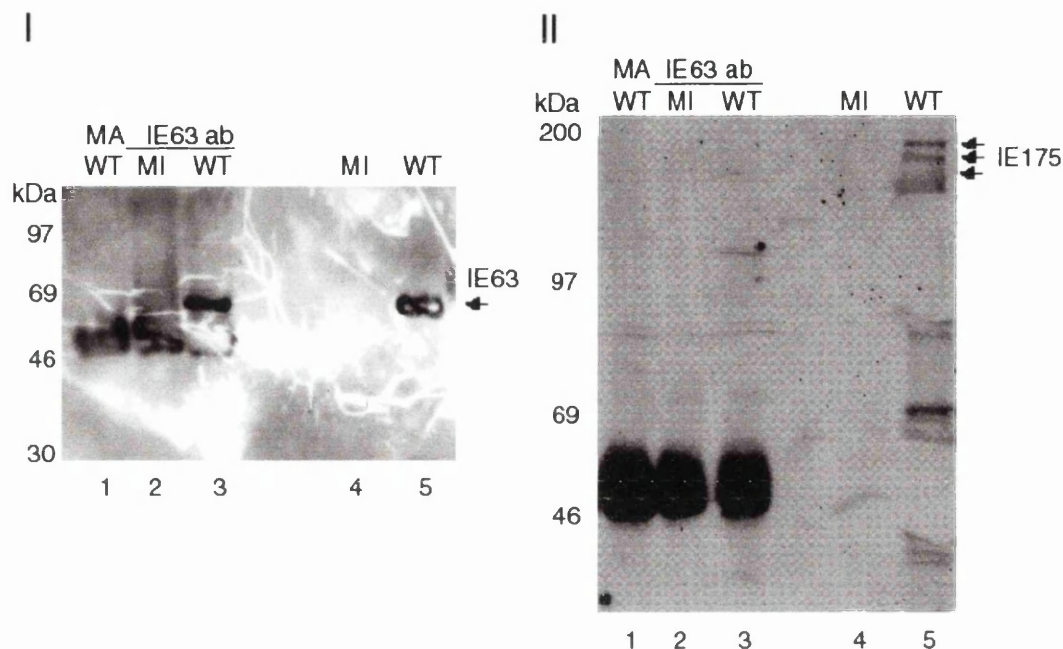 I
MA IE63 ab
WT MI WT MI WT
kDa
97
69
46
30
IE63
1 2 3 4 5
II
MA IE63 ab
kDa WT MI WT MI WT
200
97
69
46
IE175
1 2 3 4 5